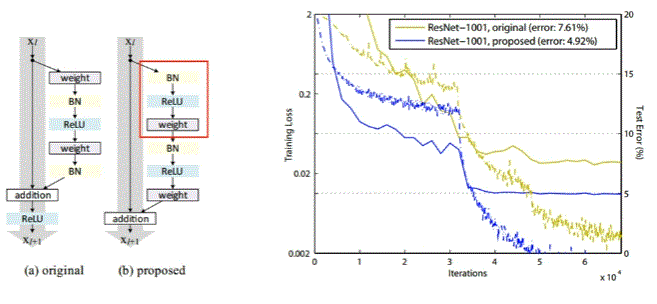 X_l
weight
BN
ReLU
weight
BN
addition
ReLU
X_{l+1}
(a) original
X_l
BN
ReLU
weight
BN
ReLU
weight
addition
X_{l+1}
(b) proposed
ResNet−1001, original (error: 7.61%)
ResNet−1001, proposed (error: 4.92%)
Training Loss
2
0.2
0.02
0.002
Test Error (%)
20
15
10
5
0
0
1
2
3
4
5
6
Iterations
x 10^4